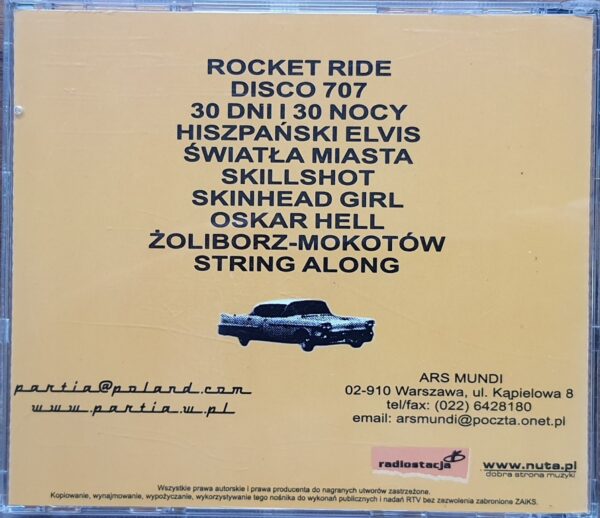 ROCKET RIDE
DISCO 707
30 DNI I 30 NOCY
HISZPAŃSKI ELVIS
ŚWIATŁA MIASTA
SKILLSHOT
SKINHEAD GIRL
OSKAR HELL
ŻOLIBORZ-MOKOTÓW
STRING ALONG
partia@poland.com
www.partia.w.pl
ARS MUNDI
02-910 Warszawa, ul. Kąpielowa 8
tel/fax: (022) 6428180
email: arsmundi@poczta.onet.pl
radiostacja
www.nuta.pl
dobra strona muzyki
Wszystkie prawa autorskie i prawa producenta do nagranych utworów zastrzeżone.
Kopiowanie, wynajmowanie, wypożyczanie, wykorzystywanie tego nośnika do wykonań publicznych i nadań RTV bez zezwolenia zabronione ZAiKS.